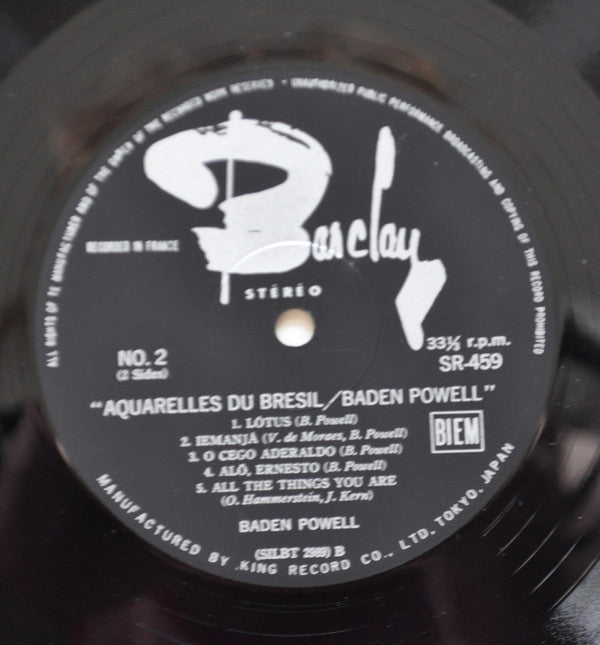 ALL RIGHTS OF THE MANUFACTURER AND OF THE OWNER OF THE RECORDED WORK RESERVED · UNAUTHORIZED PUBLIC PERFORMANCE BROADCASTING AND COPYING OF THIS RECORD PROHIBITED
Barclay
RECORDED IN FRANCE
STÉRÉO
NO. 2
(2 Sides)
33⅓ r.p.m.
SR-459
"AQUARELLES DU BRESIL/BADEN POWELL"
1. LÓTUS (B. Powell)
2. IEMANJÁ (V. de Moraes, B. Powell)
3. O CEGO ADERALDO (B. Powell)
4. ALÔ, ERNESTO (B. Powell)
5. ALL THE THINGS YOU ARE
(O. Hammerstein, J. Kern)
BIEM
BADEN POWELL
(SILBT 2989) B
MANUFACTURED BY KING RECORD CO., LTD. TOKYO, JAPAN